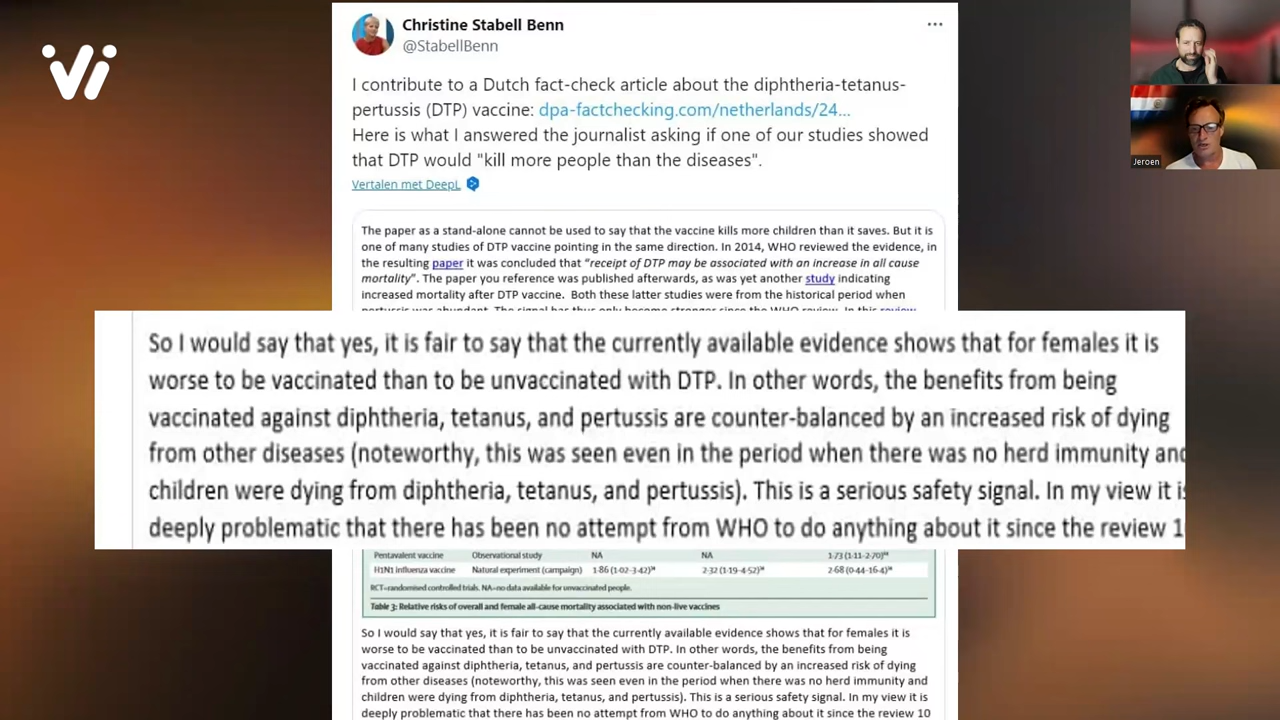 Vi
Christine Stabell Benn
@StabellBenn
I contribute to a Dutch fact-check article about the diphtheria-tetanus-
pertussis (DTP) vaccine: dpa-factchecking.com/netherlands/24...
Here is what I answered the journalist asking if one of our studies showed
that DTP would "kill more people than the diseases".
Vertalen met DeepL
The paper as a stand-alone cannot be used to say that the vaccine kills more children than it saves. But it is
one of many studies of DTP vaccine pointing in the same direction. In 2014, WHO reviewed the evidence, in
the resulting paper it was concluded that "receipt of DTP may be associated with an increase in all cause
mortality". The paper you reference was published afterwards, as was yet another study indicating
increased mortality after DTP vaccine. Both these latter studies were from the historical period when
pertussis was abundant. The signal has thus only become stronger since the WHO review. In this review
So I would say that yes, it is fair to say that the currently available evidence shows that for females it is
worse to be vaccinated than to be unvaccinated with DTP. In other words, the benefits from being
vaccinated against diphtheria, tetanus, and pertussis are counter-balanced by an increased risk of dying
from other diseases (noteworthy, this was seen even in the period when there was no herd immunity and
children were dying from diphtheria, tetanus, and pertussis). This is a serious safety signal. In my view it is
deeply problematic that there has been no attempt from WHO to do anything about it since the review 1
Pentavalent vaccine Observational study NA NA 1·73 (1·11-2·70)
H1N1 influenza vaccine Natural experiment (campaign) 1·86 (1·02-3·42) 2·32 (1·19-4·52) 2·68 (0·44-16·4)
RCT=randomised controlled trials. NA=no data available for unvaccinated people.
Table 3: Relative risks of overall and female all-cause mortality associated with non-live vaccines
So I would say that yes, it is fair to say that the currently available evidence shows that for females it is
worse to be vaccinated than to be unvaccinated with DTP. In other words, the benefits from being
vaccinated against diphtheria, tetanus, and pertussis are counter-balanced by an increased risk of dying
from other diseases (noteworthy, this was seen even in the period when there was no herd immunity and
children were dying from diphtheria, tetanus, and pertussis). This is a serious safety signal. In my view it is
deeply problematic that there has been no attempt from WHO to do anything about it since the review 10
Jeroen